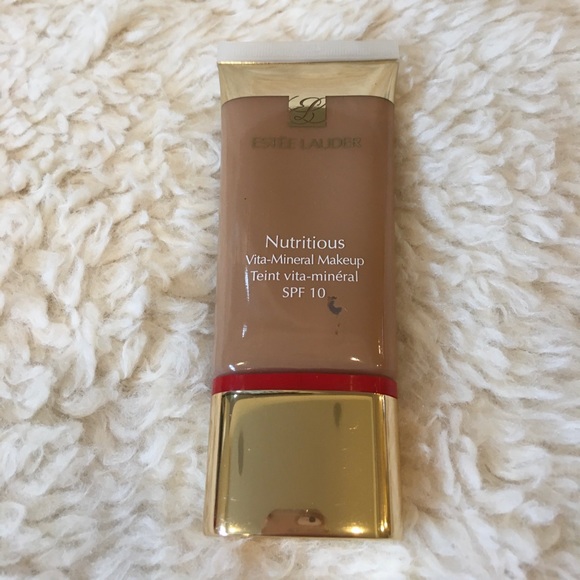 ESTĒE LAUDER
Nutritious
Vita-Mineral Makeup
Teint vita-minéral
SPF 10